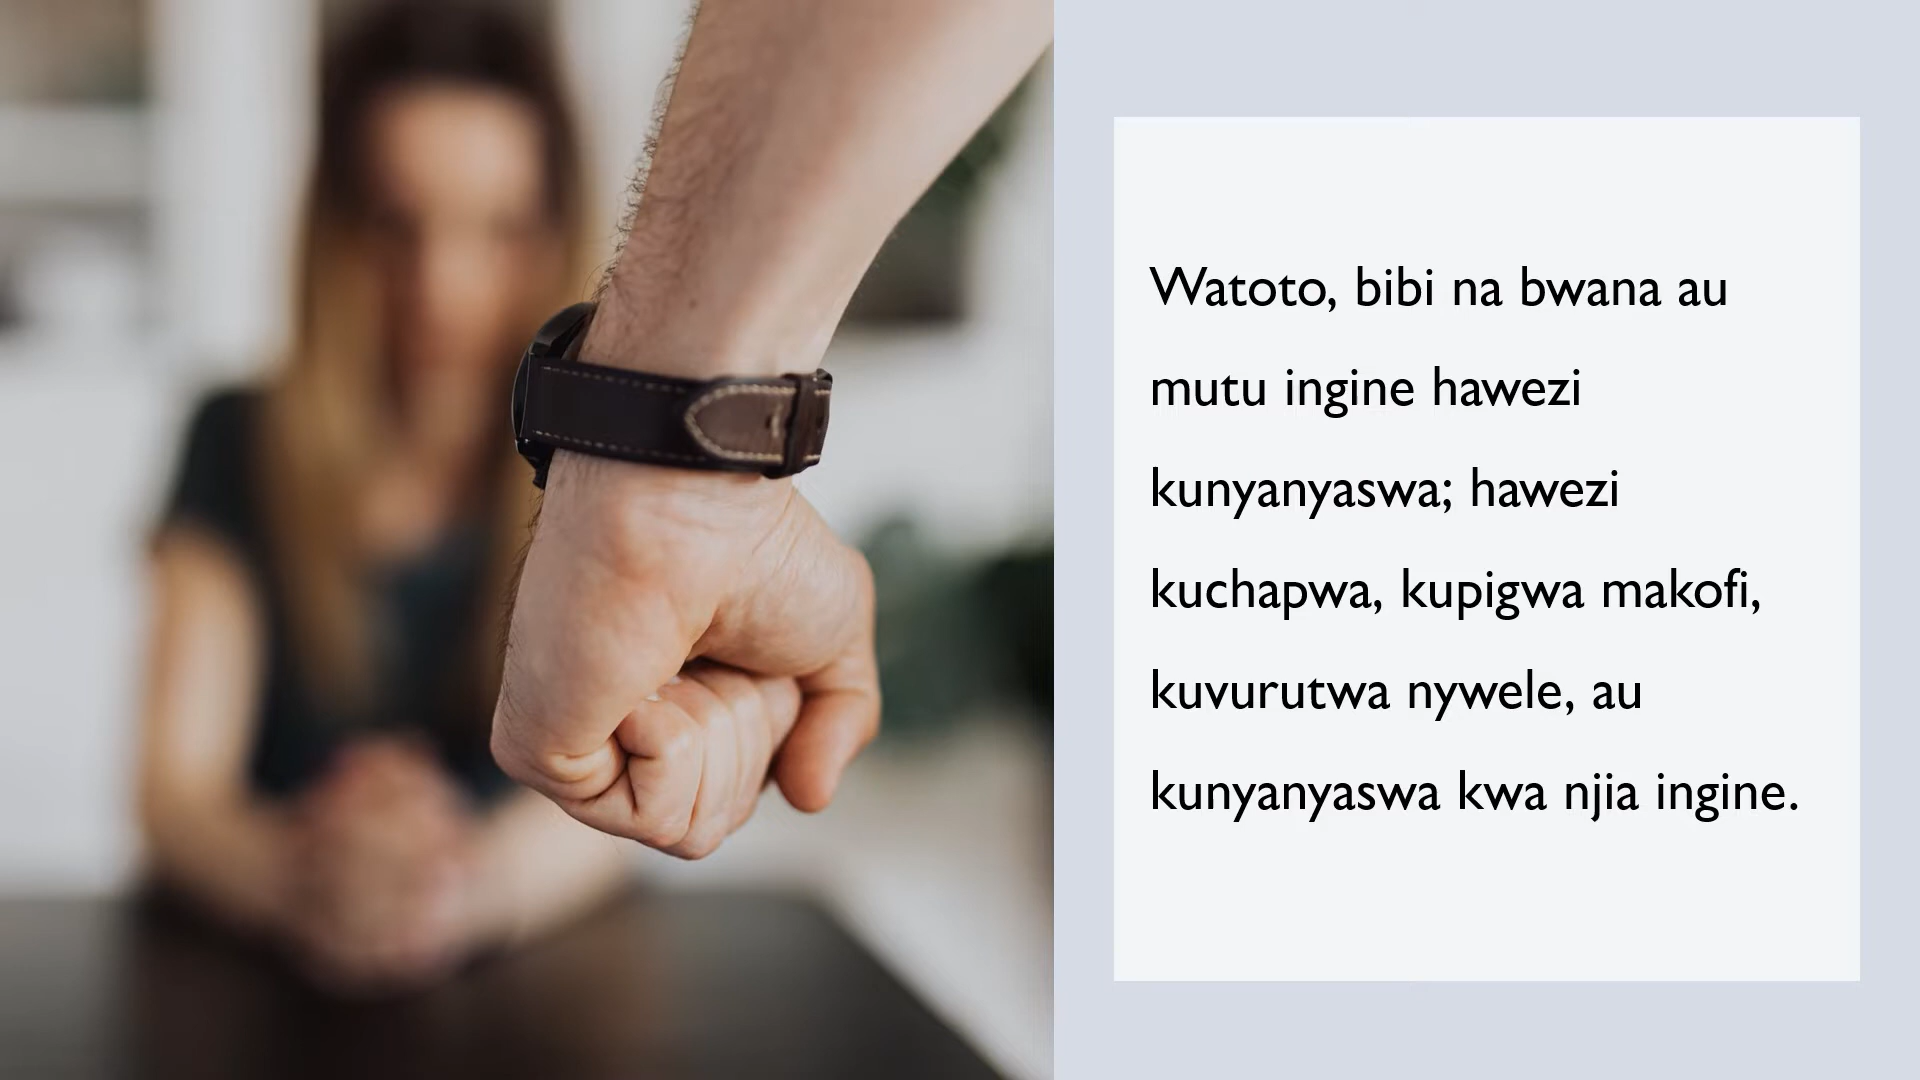 Watoto, bibi na bwana au
mutu ingine hawezi
kunyanyaswa; hawezi
kuchapwa, kupigwa makofi,
kuvurutwa nywele, au
kunyanyaswa kwa njia ingine.